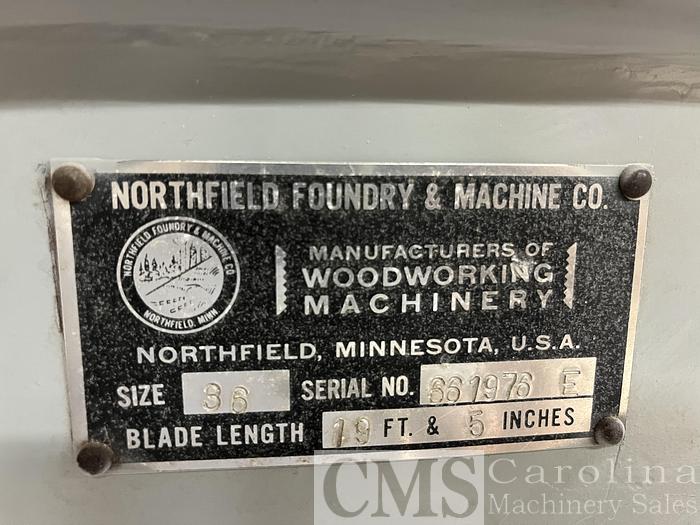 NORTHFIELD FOUNDRY & MACHINE CO.
NORTHFIELD FOUNDRY & MACHINE CO
NORTHFIELD, MINN
MANUFACTURERS OF
WOODWORKING
MACHINERY
NORTHFIELD, MINNESOTA, U.S.A.
SIZE 36 SERIAL NO. 661976 E
BLADE LENGTH 19 FT. & 5 INCHES
CMS Carolina
Machinery Sales